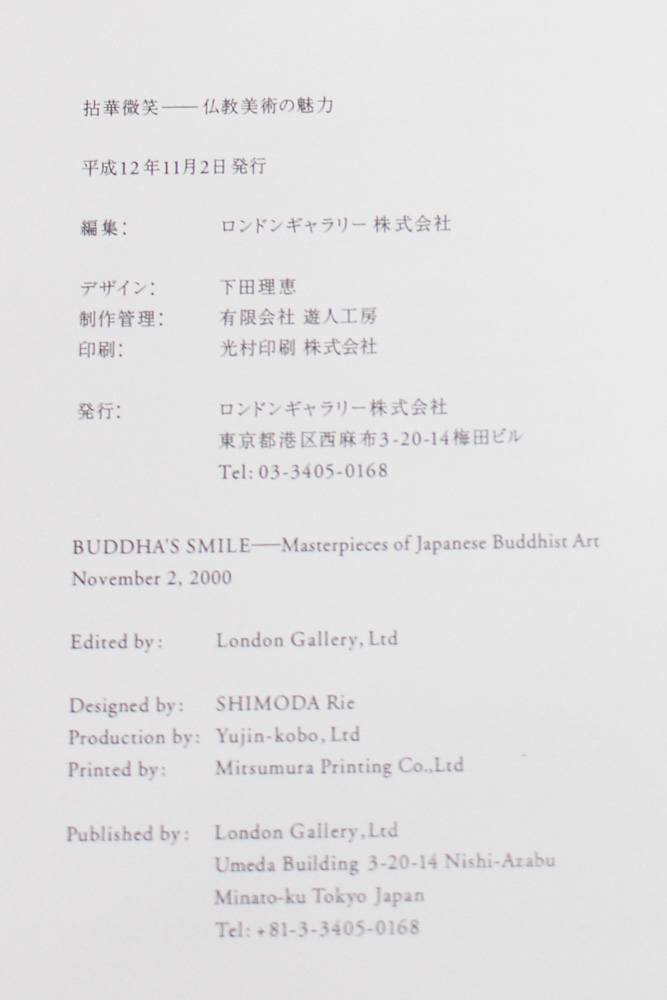 拈華微笑——仏教美術の魅力
平成12年11月2日発行
編集: ロンドンギャラリー 株式会社
デザイン: 下田理恵
制作管理: 有限会社 遊人工房
印刷: 光村印刷 株式会社
発行: ロンドンギャラリー株式会社
東京都港区西麻布3-20-14梅田ビル
Tel: 03-3405-0168
BUDDHA'S SMILE——Masterpieces of Japanese Buddhist Art
November 2, 2000
Edited by: London Gallery, Ltd
Designed by: SHIMODA Rie
Production by: Yujin-kobo, Ltd
Printed by: Mitsumura Printing Co.,Ltd
Published by: London Gallery,Ltd
Umeda Building 3-20-14 Nishi-Azabu
Minato-ku Tokyo Japan
Tel: +81-3-3405-0168